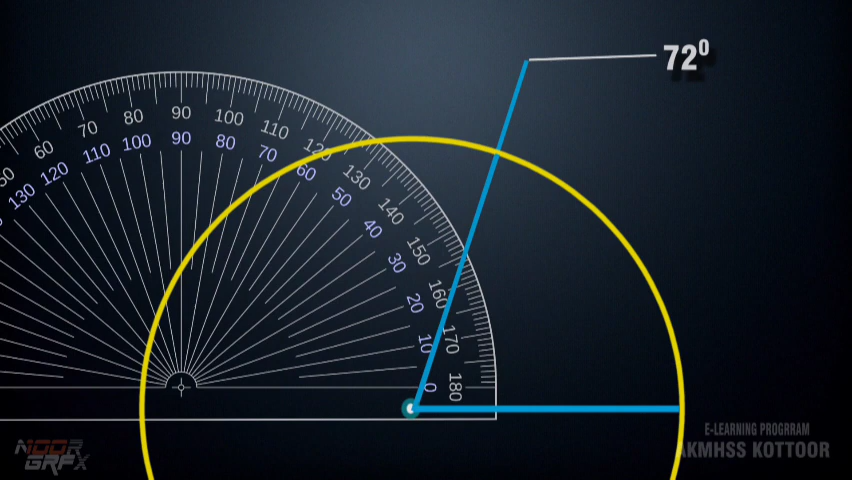 72⁰
50 60 70 80 90 100 110 120 130 140 150 160 170 180
130 120 110 100 90 80 70 60 50 40 30 20 10 0
NOOR
GRFX
E-LEARNING PROGRRAM
AKMHSS KOTTOOR